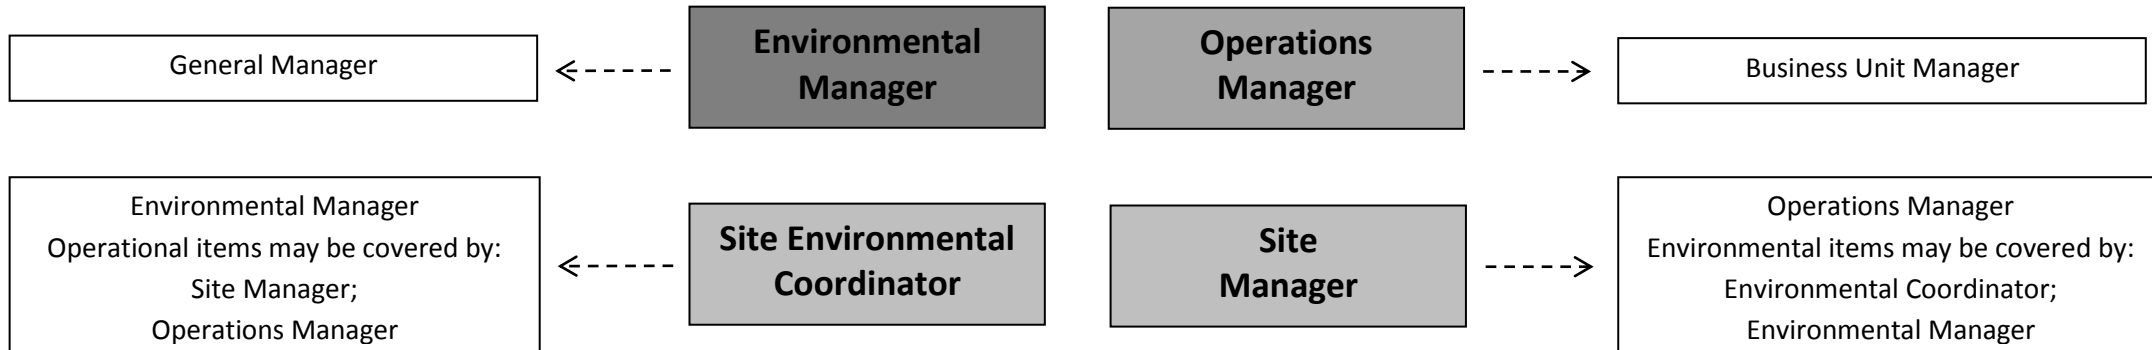 General Manager
Environmental
Manager
Operations
Manager
Business Unit Manager
Environmental Manager
Operational items may be covered by:
Site Manager;
Operations Manager
Site Environmental
Coordinator
Site
Manager
Operations Manager
Environmental items may be covered by:
Environmental Coordinator;
Environmental Manager